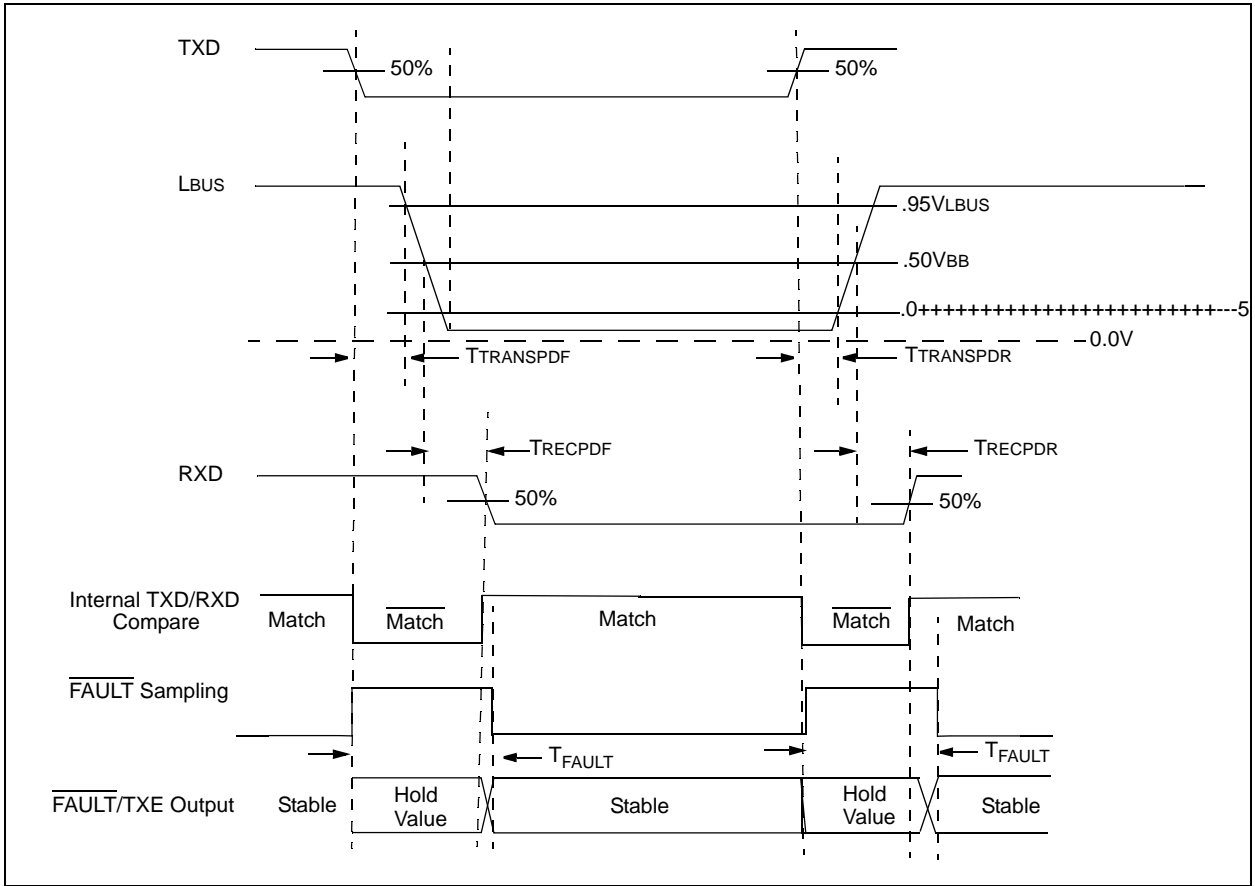 TXD
50%
50%
LBUS
.95VLBUS
.50VBB
.0++++++++++++++++++++++++---5
0.0V
TTRANSPDF
TTRANSPDR
TRECPDF
TRECPDR
RXD
50%
50%
Internal TXD/RXD
Compare
Match
Match
Match
Match
Match
FAULT Sampling
TFAULT
TFAULT
FAULT/TXE Output
Stable
Hold
Value
Stable
Hold
Value
Stable